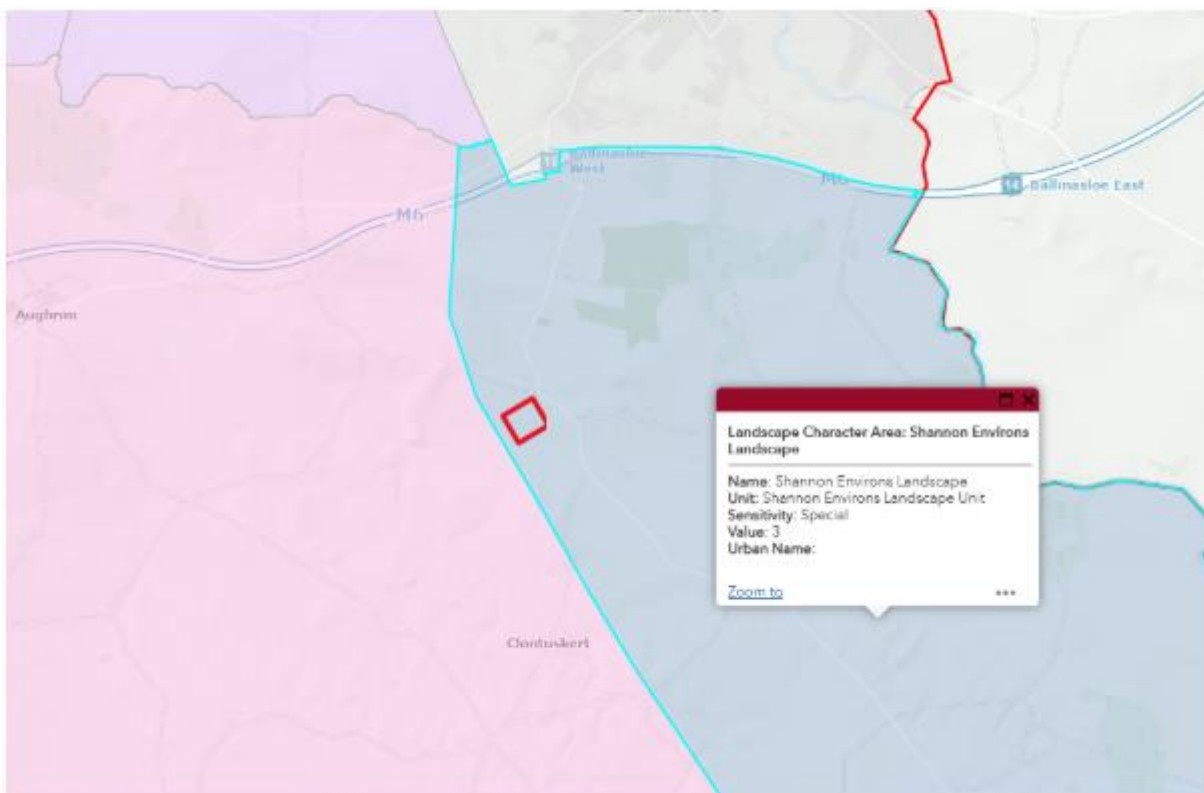 Ballinasloe
West
M6
14
Ballinasloe East
M6
Aughrim
Landscape Character Area: Shannon Environs
Landscape
Name: Shannon Environs Landscape
Unit: Shannon Environs Landscape Unit
Sensitivity: Special
Value: 3
Urban Name:
Zoom to
Clontuskert